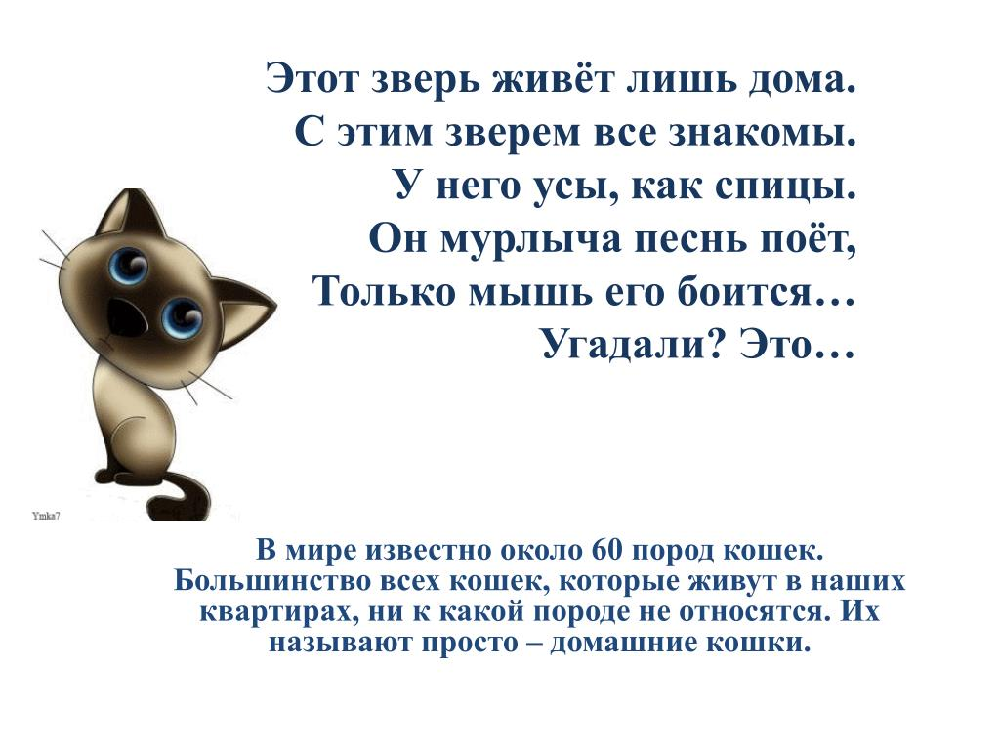 Этот зверь живёт лишь дома.
С этим зверем все знакомы.
У него усы, как спицы.
Он мурлыча песнь поёт,
Только мышь его боится…
Угадали? Это…
Ymka7
В мире известно около 60 пород кошек.
Большинство всех кошек, которые живут в наших
квартирах, ни к какой породе не относятся. Их
называют просто – домашние кошки.